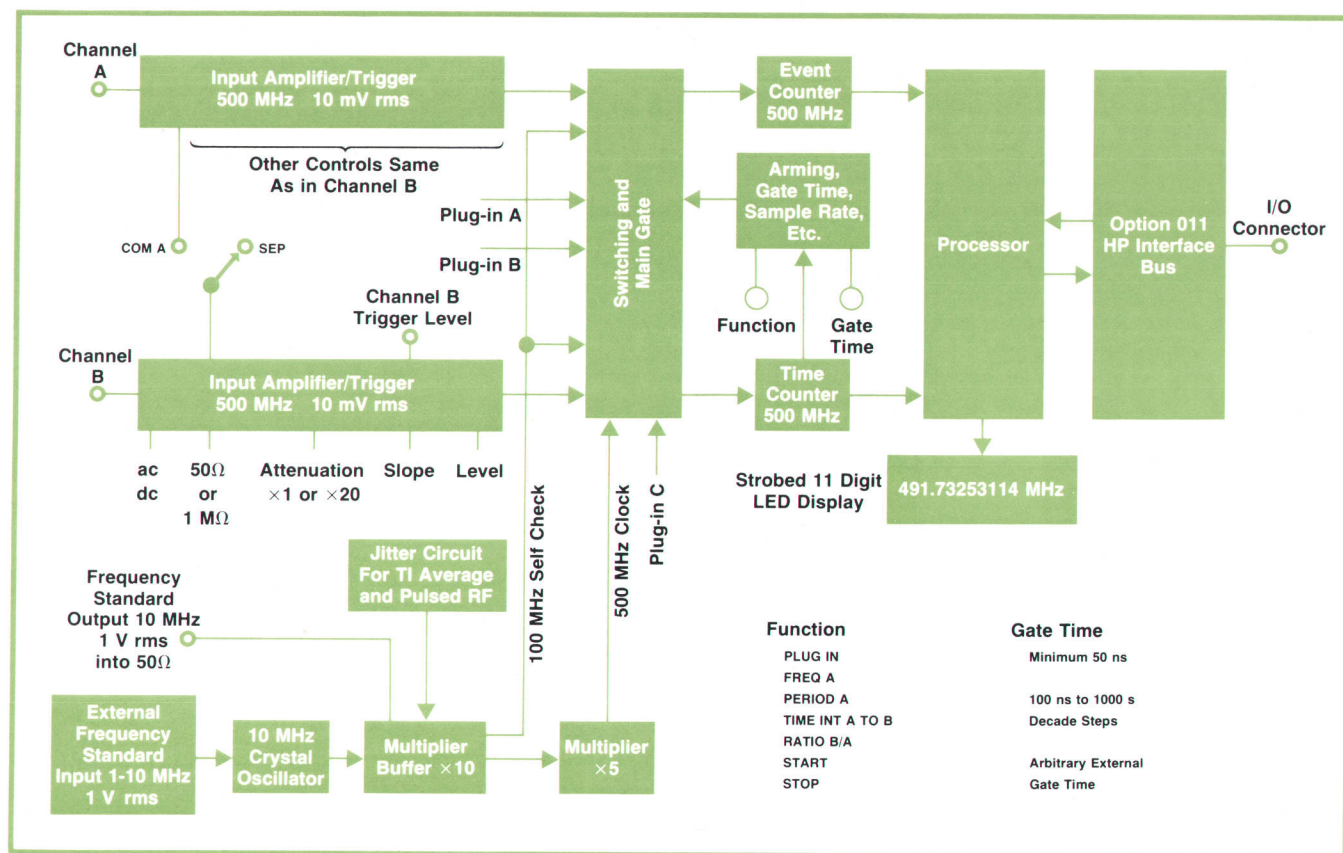 Channel
A
Input Amplifier/Trigger
500 MHz 10 mV rms
Other Controls Same
As in Channel B
COM A
SEP
Plug-in A
Plug-in B
Channel B
Trigger Level
Channel
B
Input Amplifier/Trigger
500 MHz 10 mV rms
ac
dc
50Ω
or
1 MΩ
Attenuation
×1 or ×20
Slope
Level
Switching and
Main Gate
Event
Counter
500 MHz
Arming,
Gate Time,
Sample Rate,
Etc.
Function
Gate
Time
Time
Counter
500 MHz
Processor
Option 011
HP Interface
Bus
I/O
Connector
Strobed 11 Digit
LED Display
491.73253114 MHz
100 MHz Self Check
500 MHz Clock
Plug-in C
Jitter Circuit
For TI Average
and Pulsed RF
Frequency
Standard
Output 10 MHz
1 V rms
into 50Ω
External
Frequency
Standard
Input 1-10 MHz
1 V rms
10 MHz
Crystal
Oscillator
Multiplier
Buffer ×10
Multiplier
×5
Function
PLUG IN
FREQ A
PERIOD A
TIME INT A TO B
RATIO B/A
START
STOP
Gate Time
Minimum 50 ns
100 ns to 1000 s
Decade Steps
Arbitrary External
Gate Time